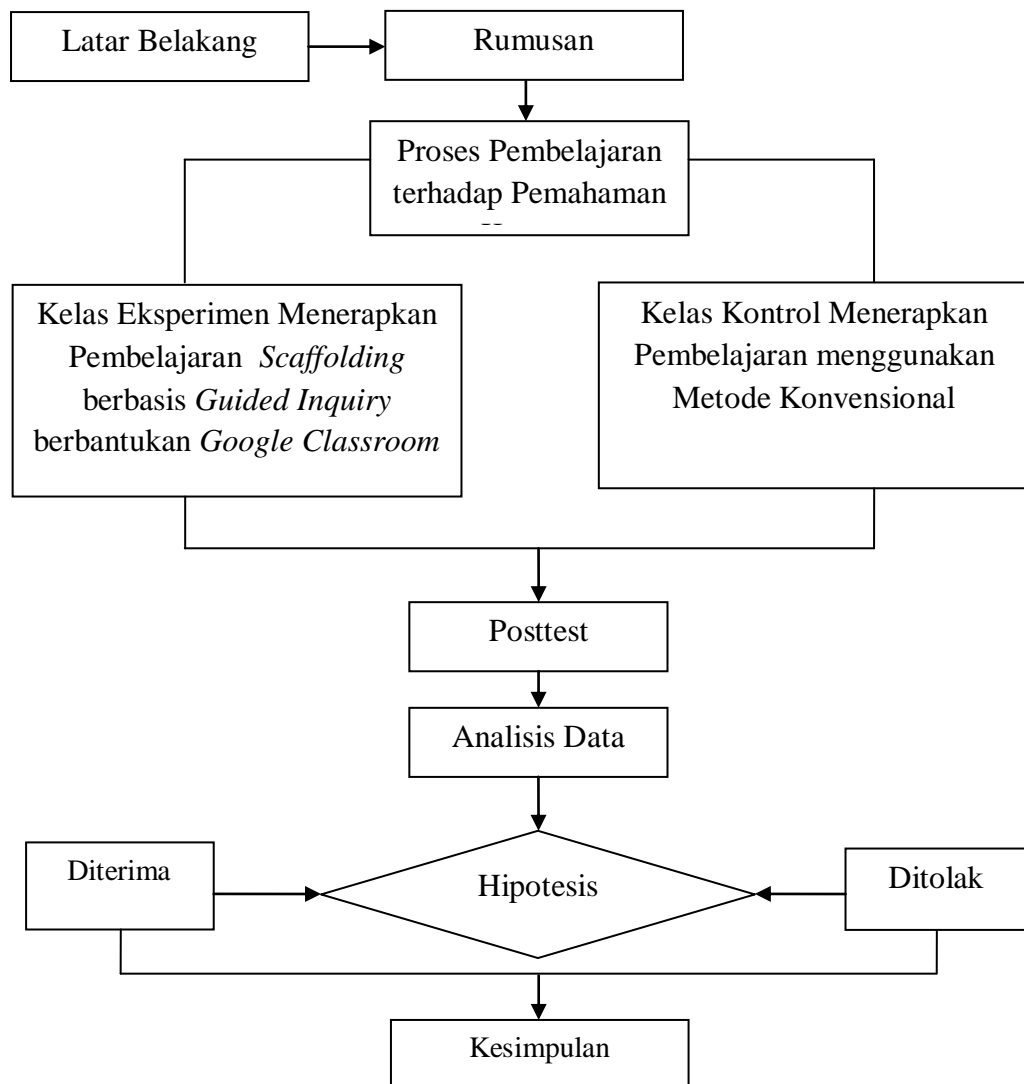 Latar Belakang
Rumusan
Proses Pembelajaran
terhadap Pemahaman
Kelas Eksperimen Menerapkan
Pembelajaran Scaffolding
berbasis Guided Inquiry
berbantukan Google Classroom
Kelas Kontrol Menerapkan
Pembelajaran menggunakan
Metode Konvensional
Posttest
Analisis Data
Diterima
Hipotesis
Ditolak
Kesimpulan